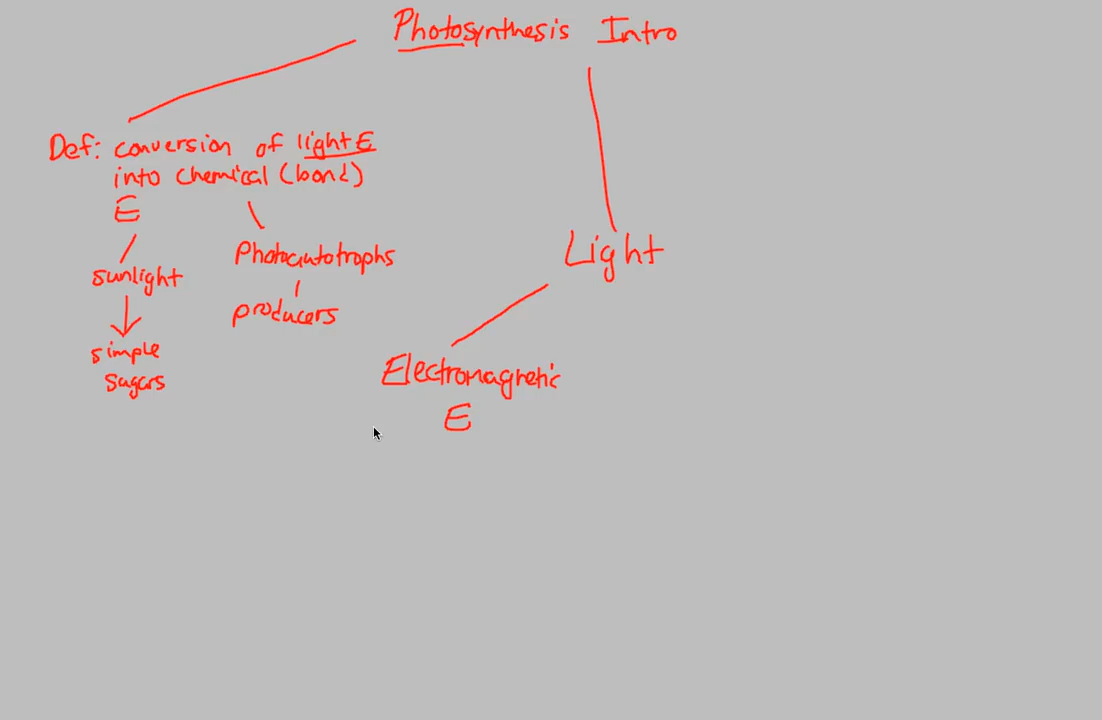 Photosynthesis Intro
Def: conversion of light E
into chemical (bond)
E
sunlight
simple
sugars
Photoautotrophs
producers
Light
Electromagnetic
E